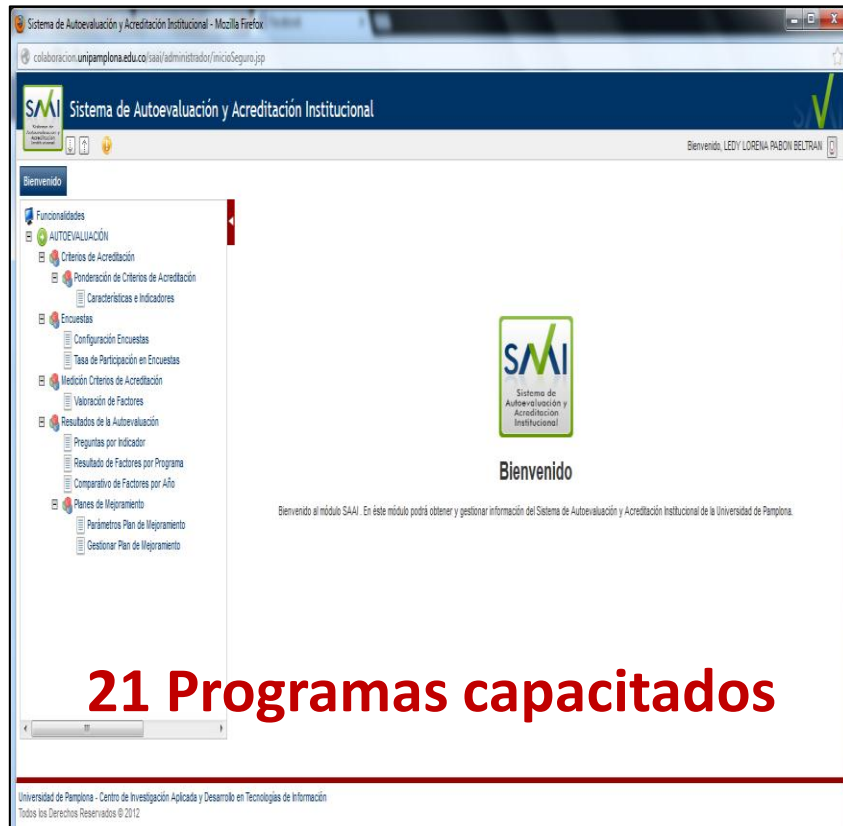 Sistema de Autoevaluación y Acreditación Institucional - Mozilla Firefox
colaboracion.unipamplona.edu.co/saai/administrador/inicioSeguro.jsp
SAAI
Sistema de
Autoevaluación y
Acreditación
Institucional
Sistema de Autoevaluación y Acreditación Institucional
Bienvenido, LEDY LORENA PABON BELTRAN
Bienvenido
Funcionalidades
AUTOEVALUACIÓN
Criterios de Acreditación
Ponderación de Criterios de Acreditación
Características e Indicadores
Encuestas
Configuración Encuestas
Tasa de Participación en Encuestas
Medición Criterios de Acreditación
Valoración de Factores
Resultados de la Autoevaluación
Preguntas por Indicador
Resultado de Factores por Programa
Comparativo de Factores por Año
Planes de Mejoramiento
Parámetros Plan de Mejoramiento
Gestionar Plan de Mejoramiento
SAAI
Sistema de
Autoevaluación y
Acreditación
Institucional
Bienvenido
Bienvenido al módulo SAAI . En éste módulo podrá obtener y gestionar información del Sistema de Autoevaluación y Acreditación Institucional de la Universidad de Pamplona.
21 Programas capacitados
Universidad de Pamplona - Centro de Investigación Aplicada y Desarrollo en Tecnologías de Información
Todos los Derechos Reservados @ 2012